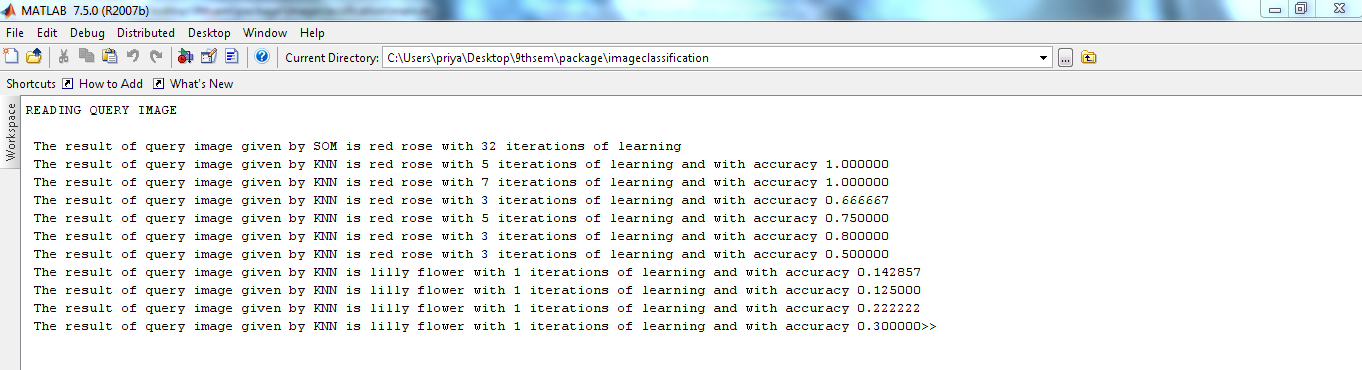 MATLAB 7.5.0 (R2007b)
File Edit Debug Distributed Desktop Window Help
Current Directory: C:\Users\priya\Desktop\9thsem\package\imageclassification ...
Shortcuts How to Add What's New
Workspace
READING QUERY IMAGE
The result of query image given by SOM is red rose with 32 iterations of learning
The result of query image given by KNN is red rose with 5 iterations of learning and with accuracy 1.000000
The result of query image given by KNN is red rose with 7 iterations of learning and with accuracy 1.000000
The result of query image given by KNN is red rose with 3 iterations of learning and with accuracy 0.666667
The result of query image given by KNN is red rose with 5 iterations of learning and with accuracy 0.750000
The result of query image given by KNN is red rose with 3 iterations of learning and with accuracy 0.800000
The result of query image given by KNN is red rose with 3 iterations of learning and with accuracy 0.500000
The result of query image given by KNN is lilly flower with 1 iterations of learning and with accuracy 0.142857
The result of query image given by KNN is lilly flower with 1 iterations of learning and with accuracy 0.125000
The result of query image given by KNN is lilly flower with 1 iterations of learning and with accuracy 0.222222
The result of query image given by KNN is lilly flower with 1 iterations of learning and with accuracy 0.300000>>